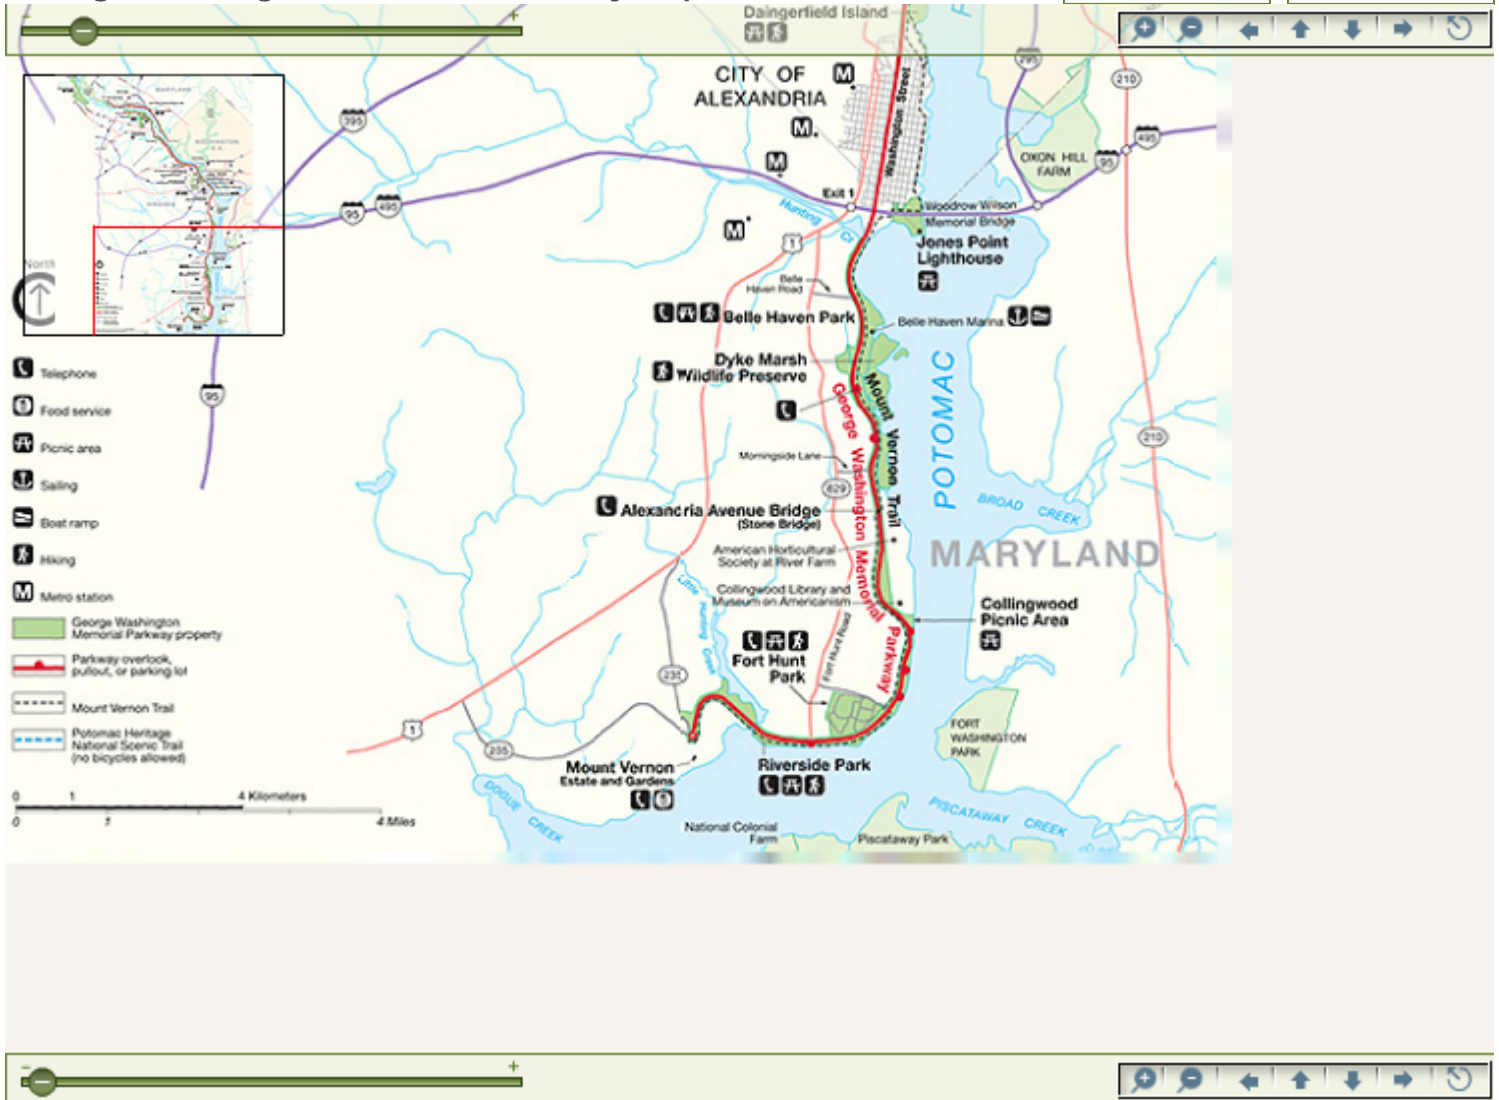 Daingerfield Island
CITY OF
ALEXANDRIA
M
M
M
M
Washington Street
395
295
210
495
95
OXON HILL
FARM
95
495
Exit 1
Hunting
Cr
Woodrow Wilson
Memorial Bridge
Jones Point
Lighthouse
1
Belle
Haven Road
Belle Haven Park
Belle Haven Marina
Dyke Marsh
Wildlife Preserve
POTOMAC
Mount Vernon Trail
George Washington Memorial Parkway
Morningside Lane
629
210
BROAD CREEK
Alexandria Avenue Bridge
(Stone Bridge)
American Horticultural
Society at River Farm
MARYLAND
Collingwood Library and
Museum on Americanism
Collingwood
Picnic Area
Little Hunting Creek
Fort Hunt Road
Fort Hunt
Park
235
1
235
FORT
WASHINGTON
PARK
Mount Vernon
Estate and Gardens
Riverside Park
DOGUE
CREEK
PISCATAWAY CREEK
National Colonial
Farm
Piscataway Park
North
95
Telephone
Food service
Picnic area
Sailing
Boat ramp
Hiking
M Metro station
George Washington
Memorial Parkway property
Parkway overlook,
pullout, or parking lot
Mount Vernon Trail
Potomac Heritage
National Scenic Trail
(no bicycles allowed)
0 1 4 Kilometers
0 1 4 Miles